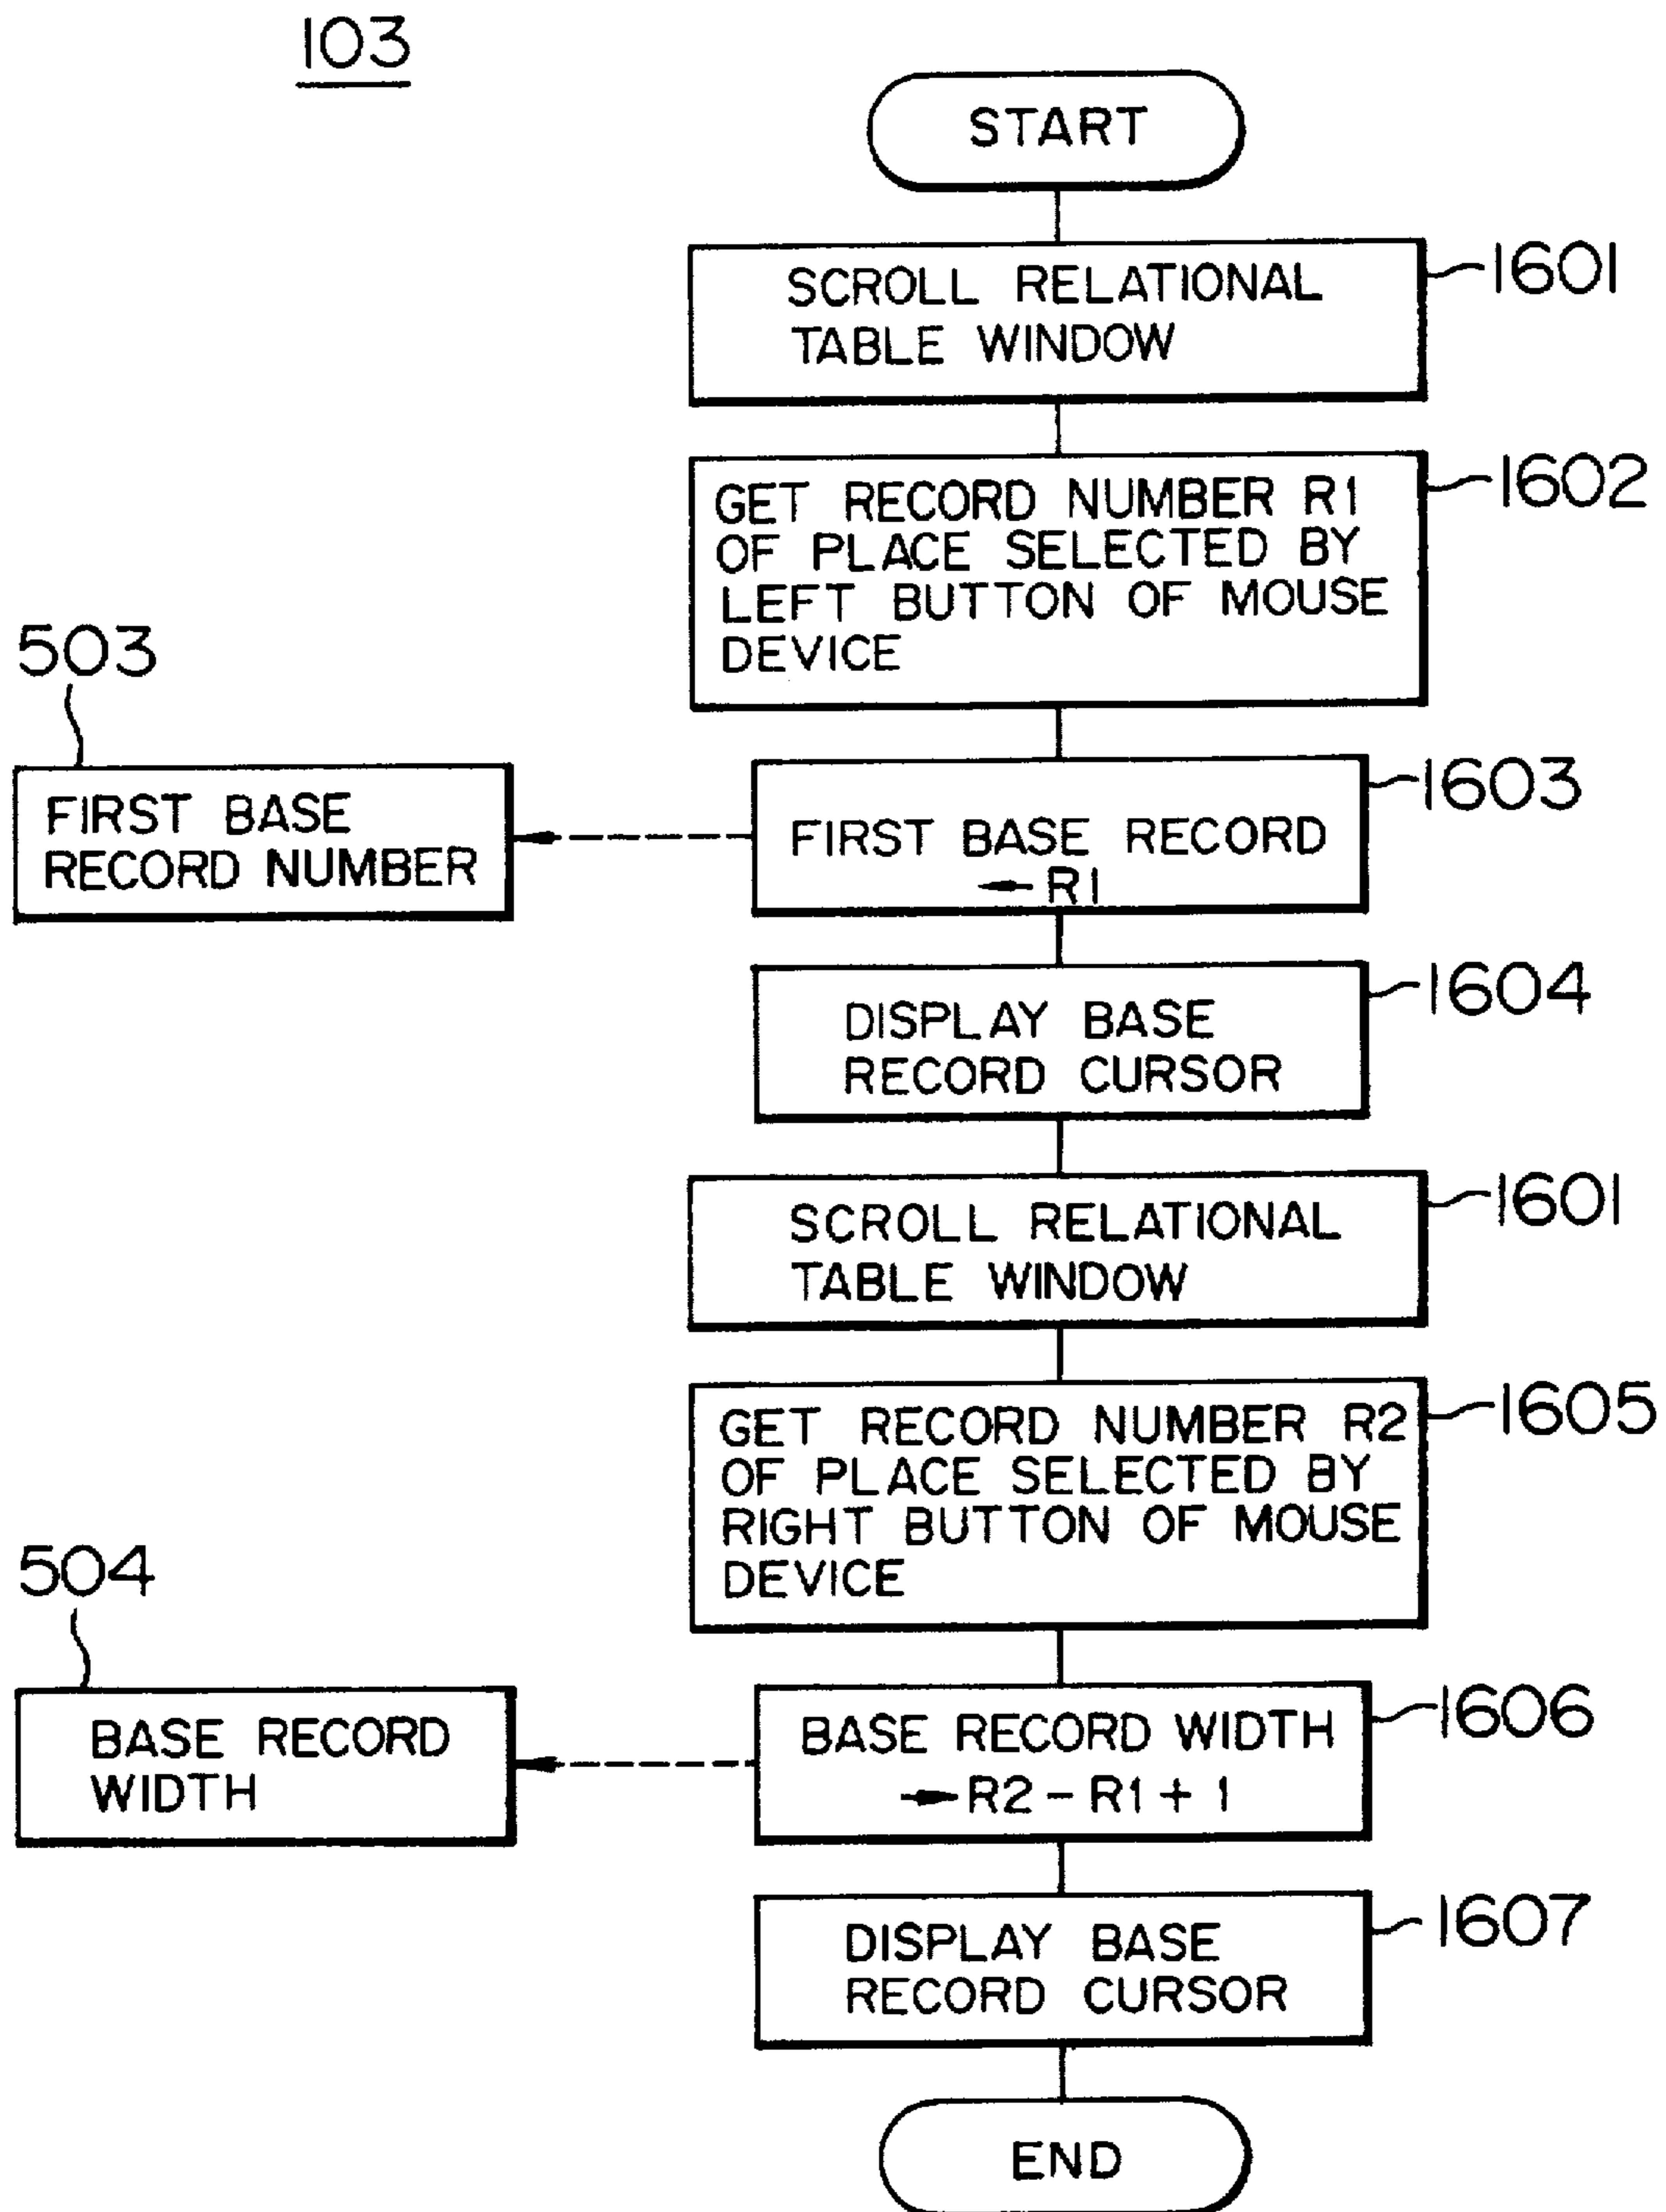 103
START
SCROLL RELATIONAL
TABLE WINDOW
1601
GET RECORD NUMBER R1
OF PLACE SELECTED BY
LEFT BUTTON OF MOUSE
DEVICE
1602
503
FIRST BASE
RECORD NUMBER
FIRST BASE RECORD
← R1
1603
DISPLAY BASE
RECORD CURSOR
1604
SCROLL RELATIONAL
TABLE WINDOW
1601
GET RECORD NUMBER R2
OF PLACE SELECTED BY
RIGHT BUTTON OF MOUSE
DEVICE
1605
504
BASE RECORD
WIDTH
BASE RECORD WIDTH
→ R2 - R1 + 1
1606
DISPLAY BASE
RECORD CURSOR
1607
END